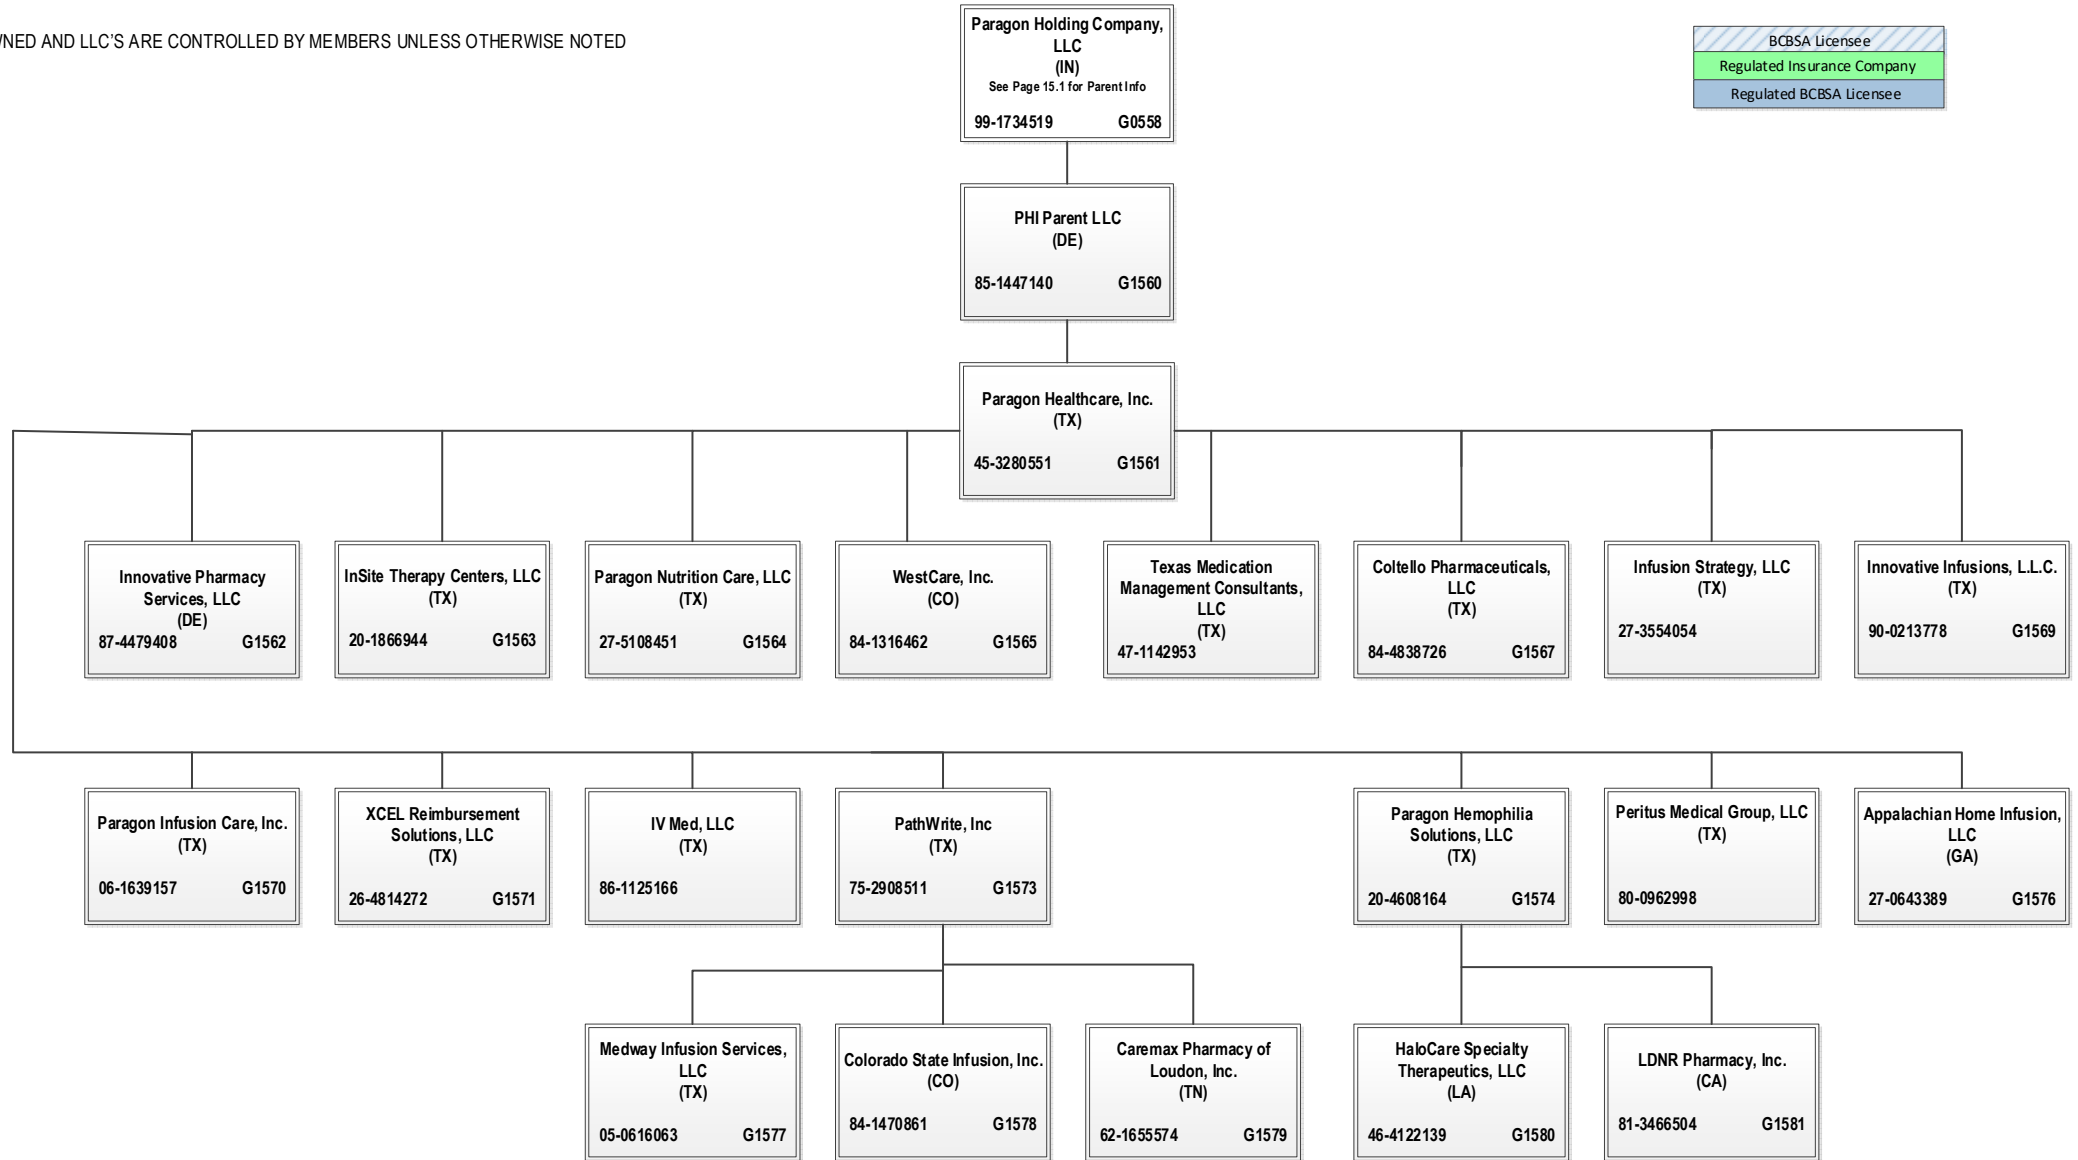 WNED AND LLC'S ARE CONTROLLED BY MEMBERS UNLESS OTHERWISE NOTED
BCBSA Licensee
Regulated Insurance Company
Regulated BCBSA Licensee
Paragon Holding Company,
LLC
(IN)
See Page 15.1 for Parent Info
99-1734519 G0558
PHI Parent LLC
(DE)
85-1447140 G1560
Paragon Healthcare, Inc.
(TX)
45-3280551 G1561
Innovative Pharmacy
Services, LLC
(DE)
87-4479408 G1562
InSite Therapy Centers, LLC
(TX)
20-1866944 G1563
Paragon Nutrition Care, LLC
(TX)
27-5108451 G1564
WestCare, Inc.
(CO)
84-1316462 G1565
Texas Medication
Management Consultants,
LLC
(TX)
47-1142953
Coltello Pharmaceuticals,
LLC
(TX)
84-4838726 G1567
Infusion Strategy, LLC
(TX)
27-3554054
Innovative Infusions, L.L.C.
(TX)
90-0213778 G1569
Paragon Infusion Care, Inc.
(TX)
06-1639157 G1570
XCEL Reimbursement
Solutions, LLC
(TX)
26-4814272 G1571
IV Med, LLC
(TX)
86-1125166
PathWrite, Inc
(TX)
75-2908511 G1573
Paragon Hemophilia
Solutions, LLC
(TX)
20-4608164 G1574
Peritus Medical Group, LLC
(TX)
80-0962998
Appalachian Home Infusion,
LLC
(GA)
27-0643389 G1576
Medway Infusion Services,
LLC
(TX)
05-0616063 G1577
Colorado State Infusion, Inc.
(CO)
84-1470861 G1578
Caremax Pharmacy of
Loudon, Inc.
(TN)
62-1655574 G1579
HaloCare Specialty
Therapeutics, LLC
(LA)
46-4122139 G1580
LDNR Pharmacy, Inc.
(CA)
81-3466504 G1581